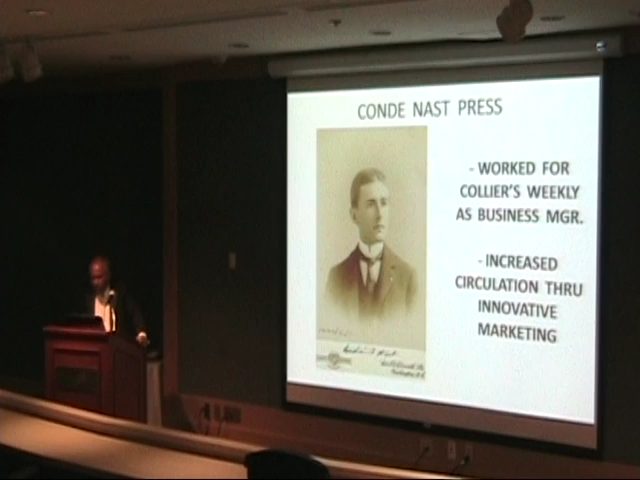 CONDE NAST PRESS
- WORKED FOR
COLLIER'S WEEKLY
AS BUSINESS MGR.
- INCREASED
CIRCULATION THRU
INNOVATIVE
MARKETING